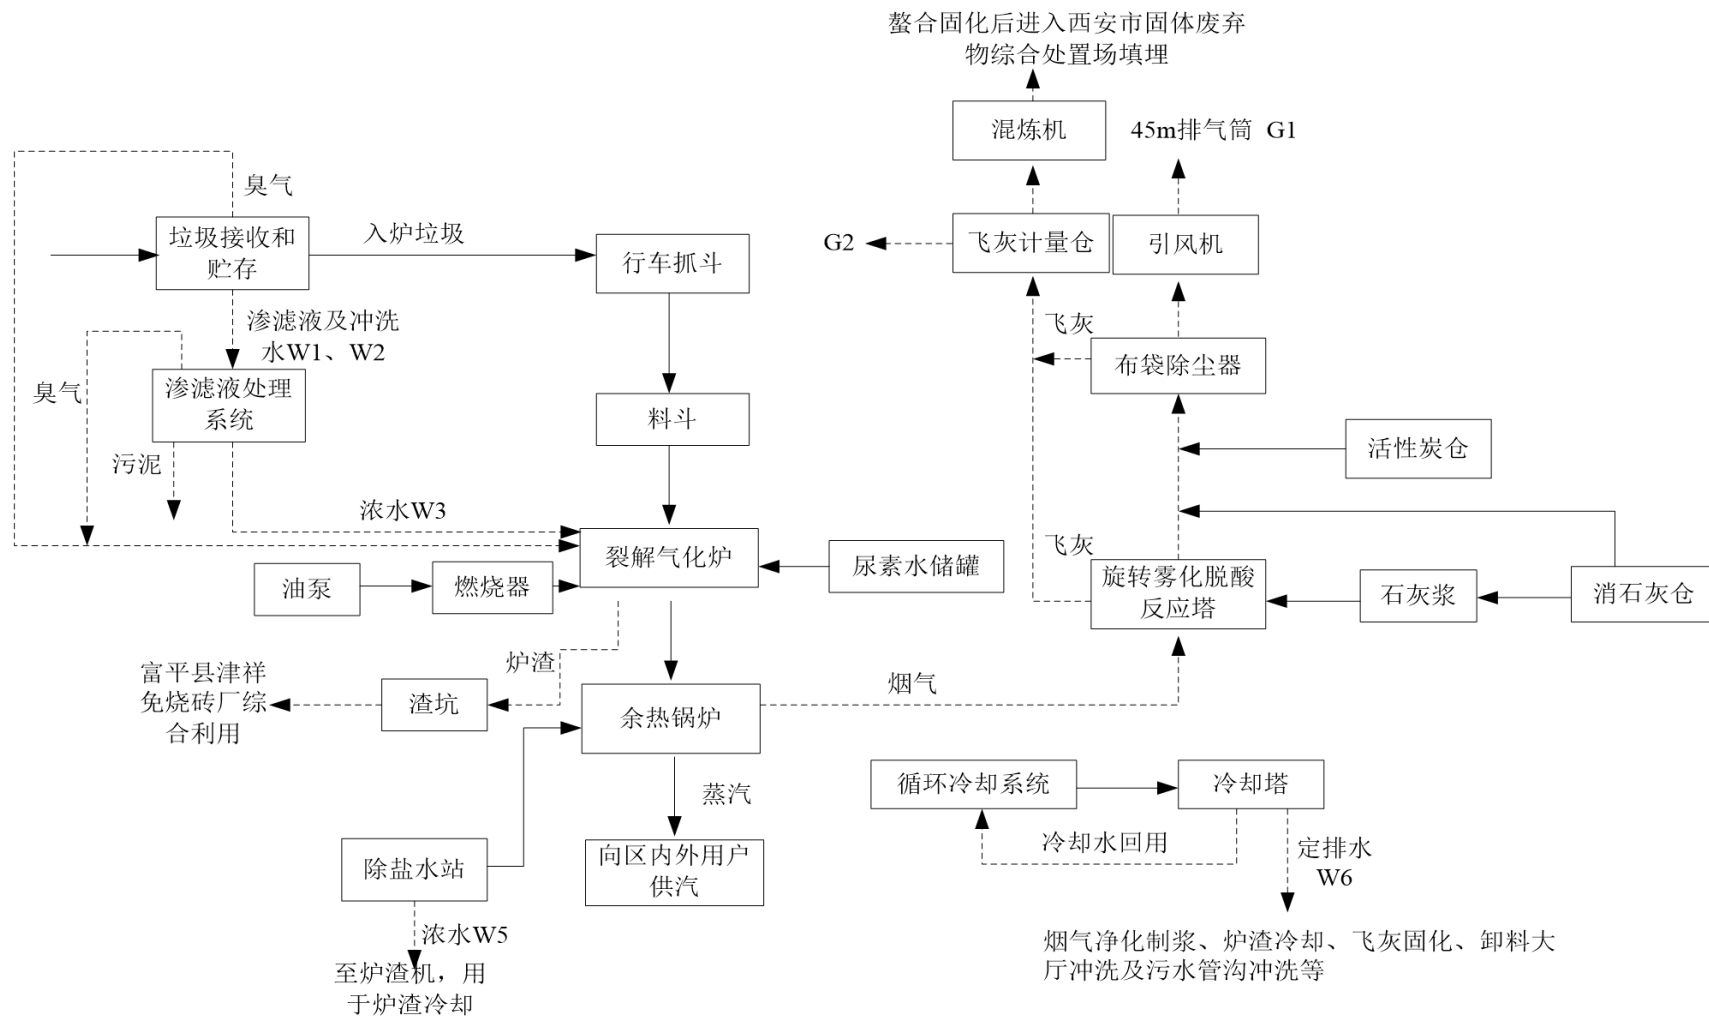 螯合固化后进入西安市固体废弃
物综合处置场填埋
混炼机
45m排气筒 G1
臭气
垃圾接收和
贮存
入炉垃圾
行车抓斗
G2
飞灰计量仓
引风机
渗滤液及冲洗
水W1、W2
飞灰
布袋除尘器
臭气
渗滤液处理
系统
料斗
活性炭仓
污泥
浓水W3
裂解气化炉
尿素水储罐
飞灰
油泵
燃烧器
旋转雾化脱酸
反应塔
石灰浆
消石灰仓
炉渣
富平县津祥
免烧砖厂综
合利用
渣坑
余热锅炉
烟气
蒸汽
循环冷却系统
冷却塔
冷却水回用
定排水
W6
除盐水站
向区内外用户
供汽
浓水W5
至炉渣机，用
于炉渣冷却
烟气净化制浆、炉渣冷却、飞灰固化、卸料大
厅冲洗及污水管沟冲洗等